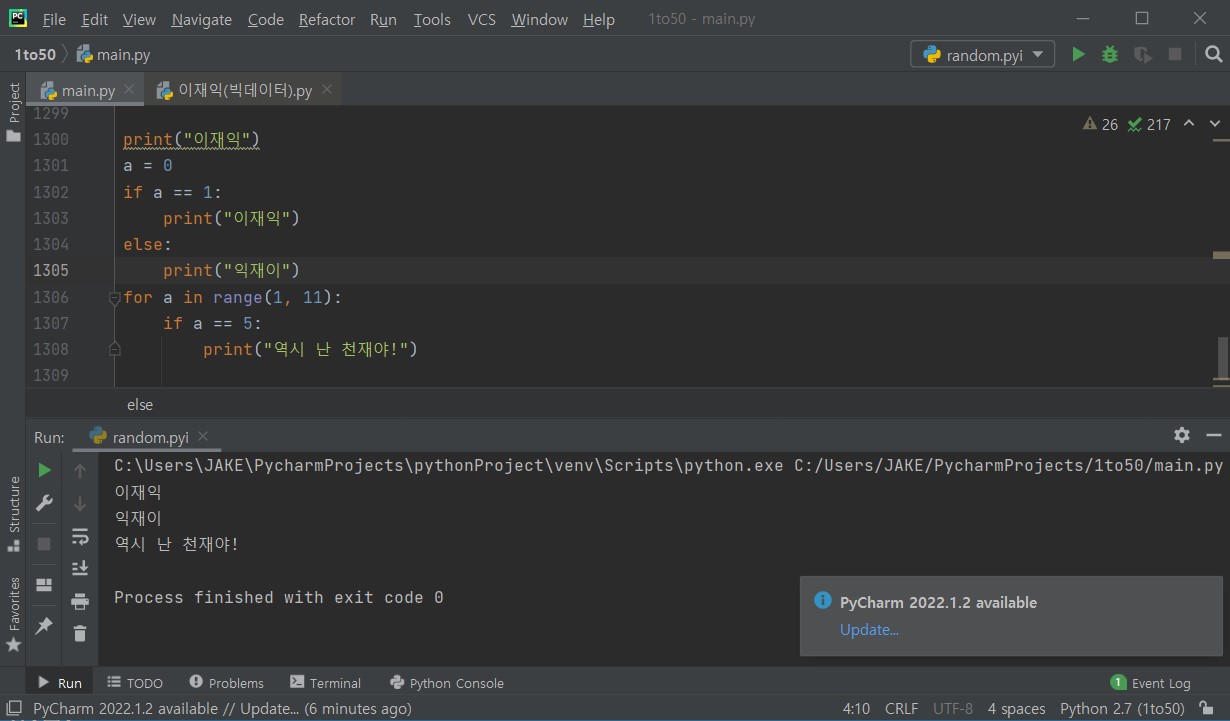 File Edit View Navigate Code Refactor Run Tools VCS Window Help 1to50 - main.py
1to50 main.py random.pyi
Project
main.py 이재익(빅데이터).py
1299
1300 print("이재익") 26 217
1301 a = 0
1302 if a == 1:
1303 print("이재익")
1304 else:
1305 print("익재이")
1306 for a in range(1, 11):
1307 if a == 5:
1308 print("역시 난 천재야!")
1309
else
Run: random.pyi
C:\Users\JAKE\PycharmProjects\pythonProject\venv\Scripts\python.exe C:/Users/JAKE/PycharmProjects/1to50/main.py
이재익
익재이
역시 난 천재야!
Process finished with exit code 0
Structure
Favorites
PyCharm 2022.1.2 available
Update...
Run TODO Problems Terminal Python Console 1 Event Log
PyCharm 2022.1.2 available // Update... (6 minutes ago) 4:10 CRLF UTF-8 4 spaces Python 2.7 (1to50)